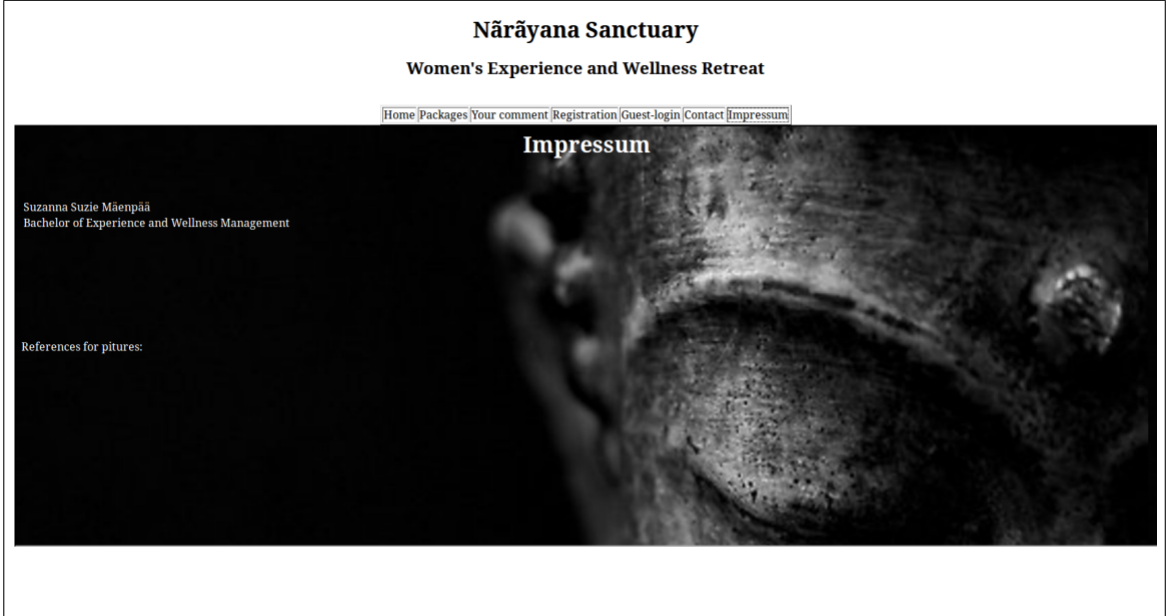 Nãrãyana Sanctuary
Women's Experience and Wellness Retreat
Home Packages Your comment Registration Guest-login Contact Impressum
Impressum
Suzanna Suzie Mäenpää
Bachelor of Experience and Wellness Management
References for pitures: